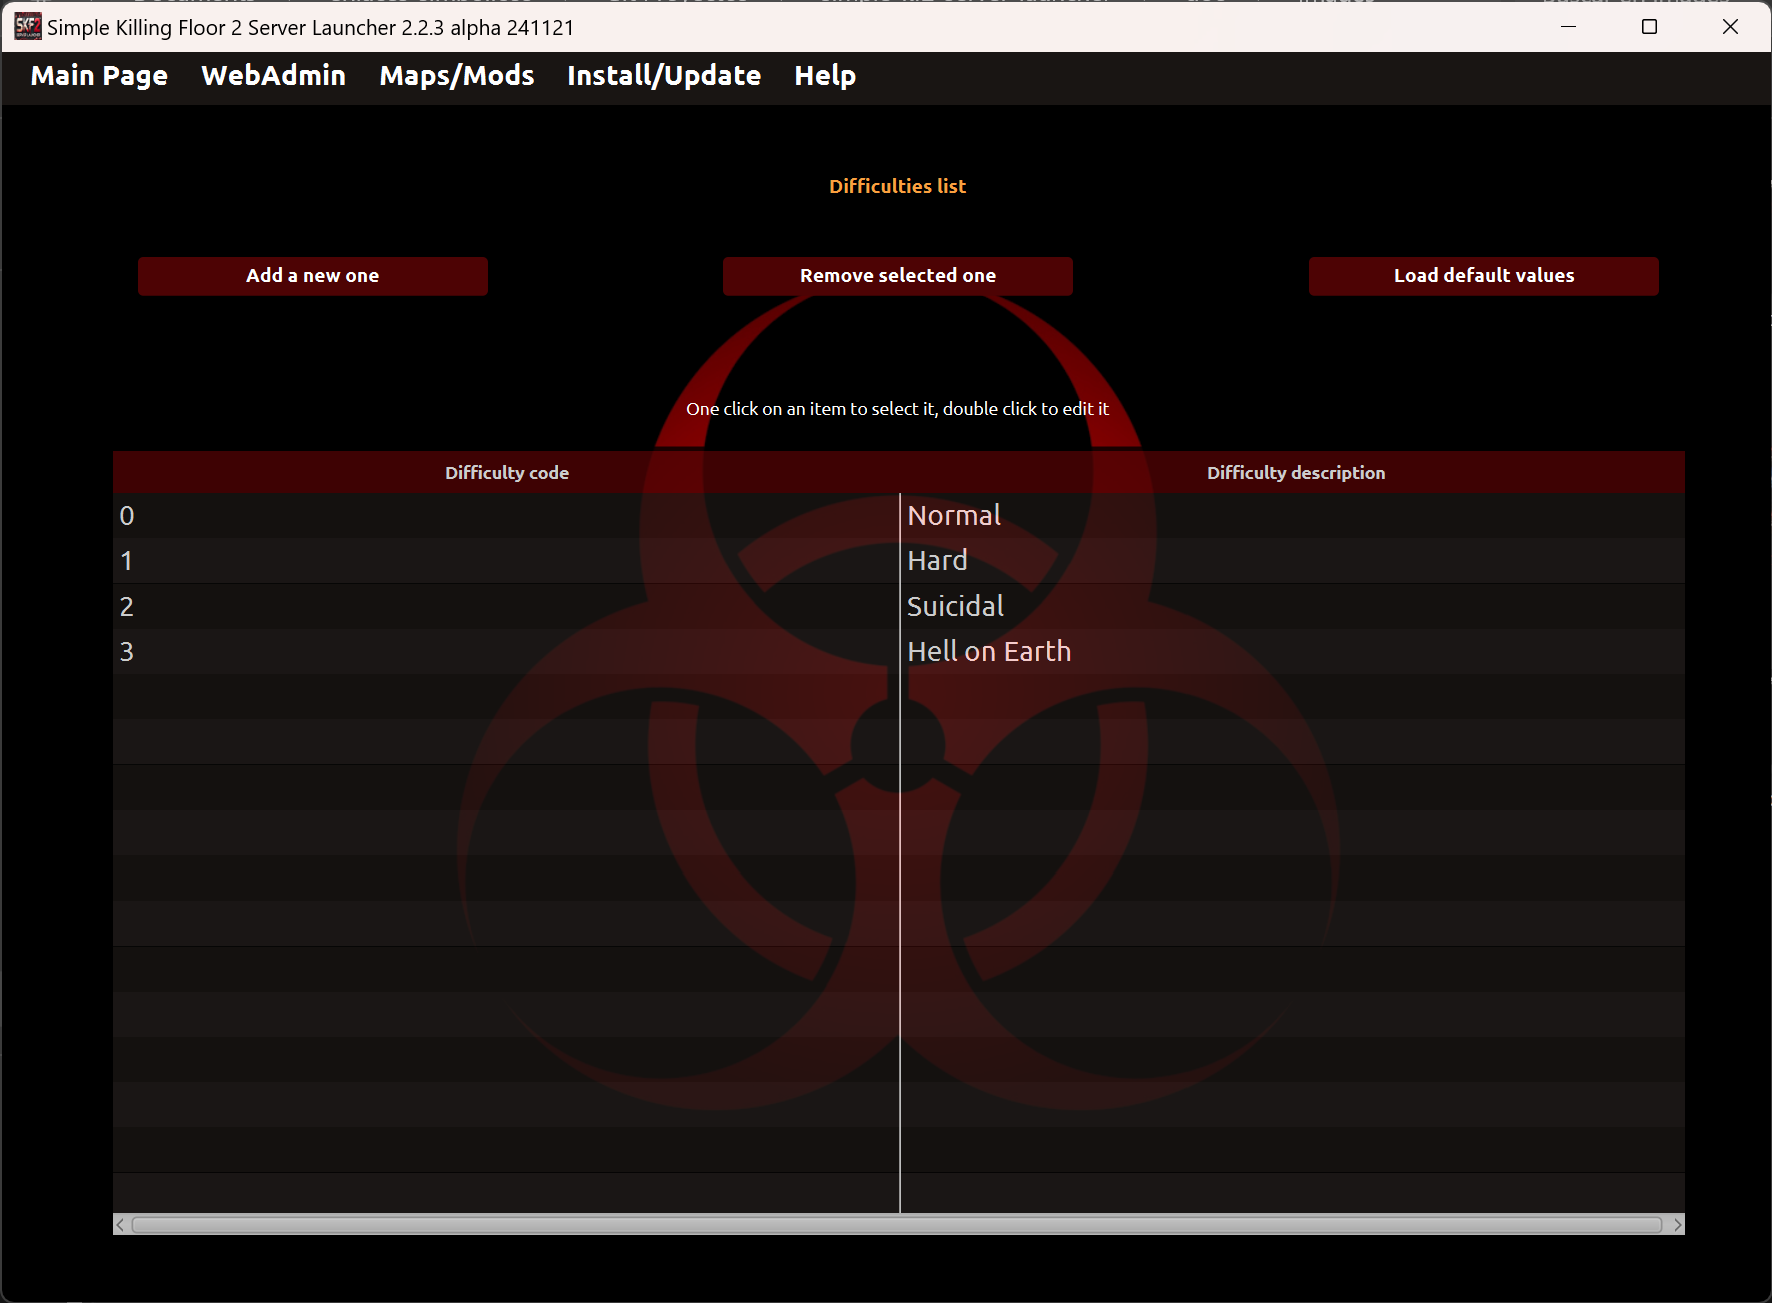 Simple Killing Floor 2 Server Launcher 2.2.3 alpha 241121
Main Page WebAdmin Maps/Mods Install/Update Help
Difficulties list
Add a new one Remove selected one Load default values
One click on an item to select it, double click to edit it
Difficulty code Difficulty description
0 Normal
1 Hard
2 Suicidal
3 Hell on Earth